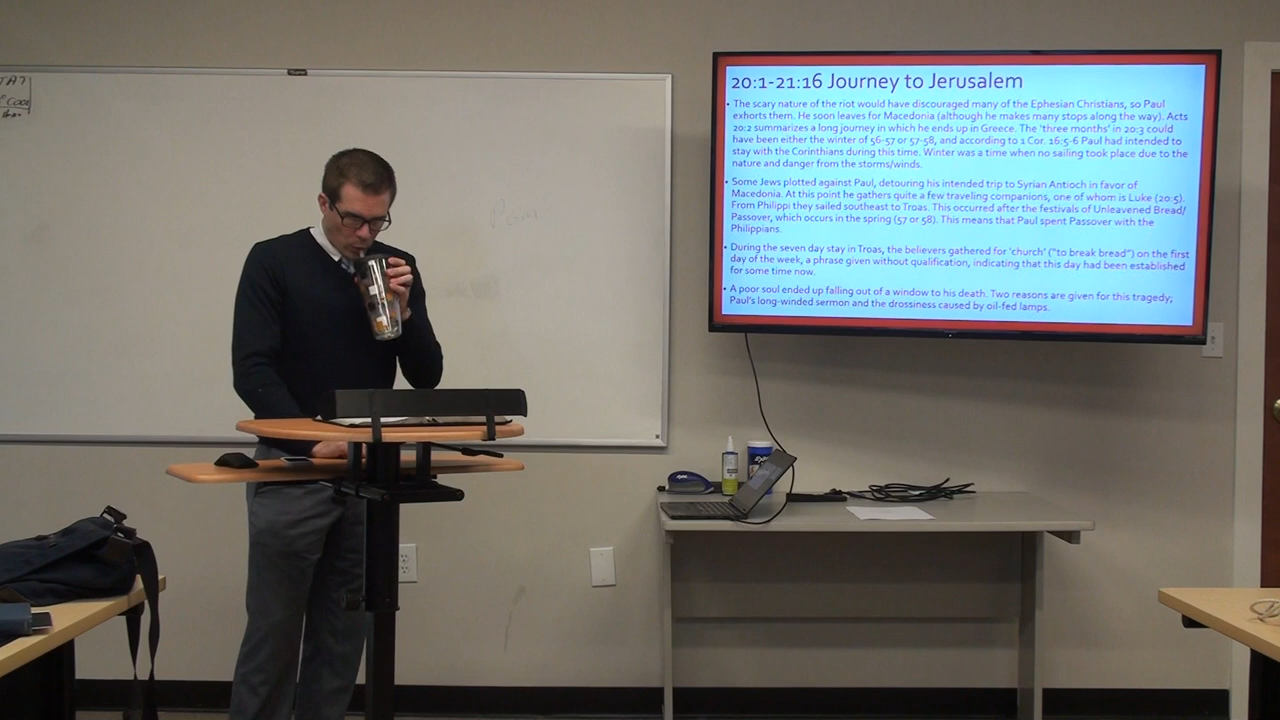 20:1-21:16 Journey to Jerusalem
• The scary nature of the riot would have discouraged many of the Ephesian Christians, so Paul
exhorts them. He soon leaves for Macedonia (although he makes many stops along the way). Acts
20:2 summarizes a long journey in which he ends up in Greece. The 'three months' in 20:3 could
have been either the winter of 56-57 or 57-58, and according to 1 Cor. 16:5-6 Paul had intended to
stay with the Corinthians during this time. Winter was a time when no sailing took place due to the
nature and danger from the storms/winds.
• Some Jews plotted against Paul, detouring his intended trip to Syrian Antioch in favor of
Macedonia. At this point he gathers quite a few traveling companions, one of whom is Luke (20:5).
From Philippi they sailed southeast to Troas. This occurred after the festivals of Unleavened Bread/
Passover, which occurs in the spring (57 or 58). This means that Paul spent Passover with the
Philippians.
• During the seven day stay in Troas, the believers gathered for 'church' ("to break bread") on the first
day of the week, a phrase given without qualification, indicating that this day had been established
for some time now.
• A poor soul ended up falling out of a window to his death. Two reasons are given for this tragedy;
Paul's long-winded sermon and the drossiness caused by oil-fed lamps.